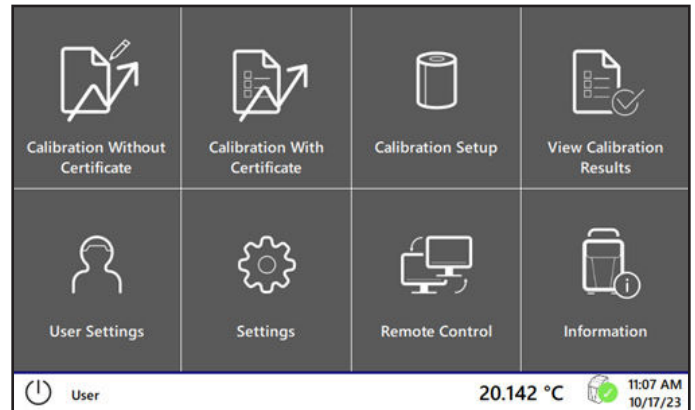 Calibration Without
Certificate
Calibration With
Certificate
Calibration Setup
View Calibration
Results
User Settings
Settings
Remote Control
Information
User
20.142 °C
11:07 AM
10/17/23